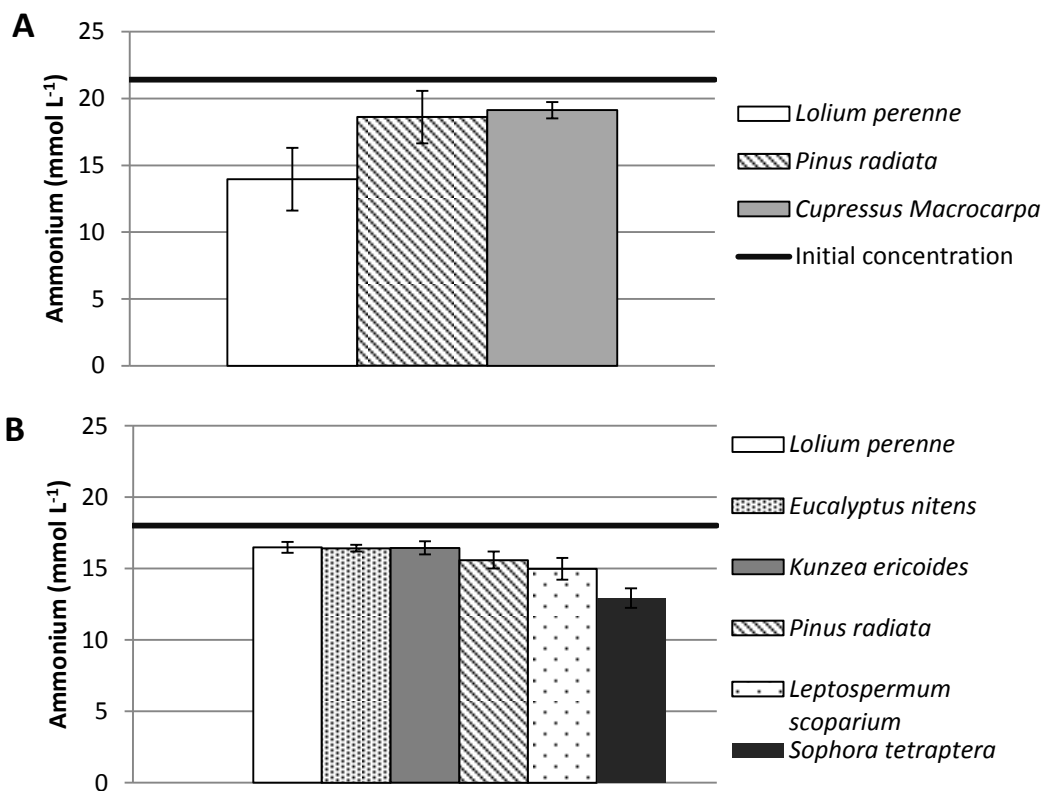 A
25
20
15
10
5
0
Ammonium (mmol L-1)
Lolium perenne
Pinus radiata
Cupressus Macrocarpa
Initial concentration
B
25
20
15
10
5
0
Ammonium (mmol L-1)
Lolium perenne
Eucalyptus nitens
Kunzea ericoides
Pinus radiata
Leptospermum
scoparium
Sophora tetraptera